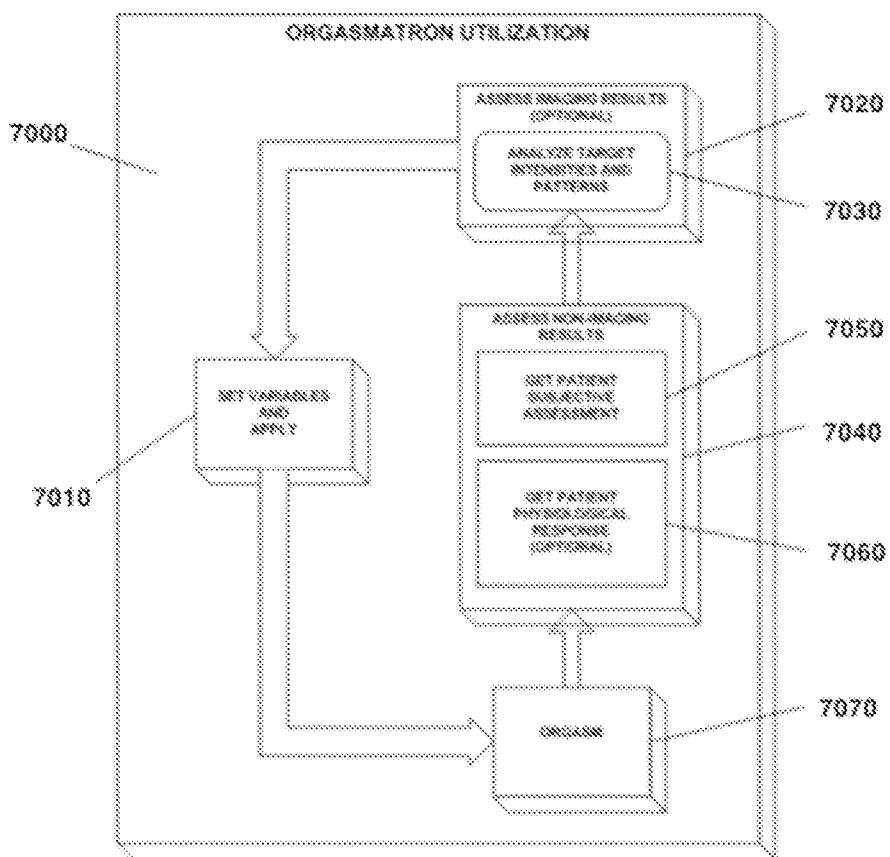 ORGASMATRON UTILIZATION
7000
ASSESS IMAGING RESULTS
(OPTIONAL)
7020
ANALYZE TARGET
INTENSITIES AND
PATTERNS
7030
ASSESS NON-IMAGING
RESULTS
7050
GET PATIENT
SUBJECTIVE
ASSESSMENT
7040
SET VARIABLES
AND
APPLY
7010
GET PATIENT
PHYSIOLOGICAL
RESPONSE
(OPTIONAL)
7060
ORGASM
7070